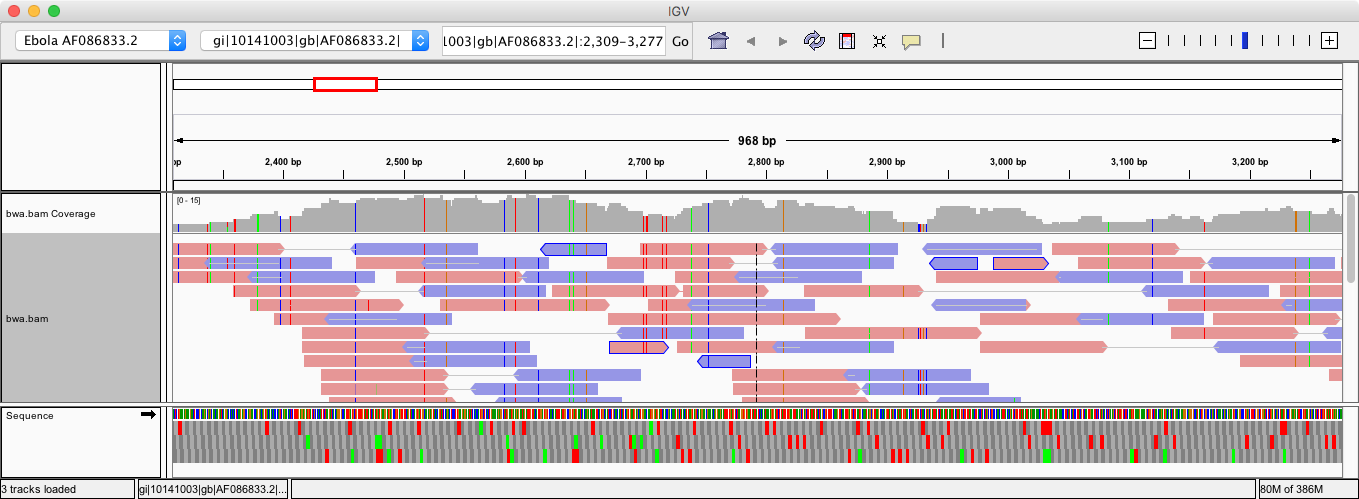 IGV
Ebola AF086833.2 gi|10141003|gb|AF086833.2| 1003|gb|AF086833.2|:2,309-3,277 Go
968 bp
bp 2,400 bp 2,500 bp 2,600 bp 2,700 bp 2,800 bp 2,900 bp 3,000 bp 3,100 bp 3,200 bp
[0 - 15]
bwa.bam Coverage
bwa.bam
Sequence
3 tracks loaded gi|10141003|gb|AF086833.2|... 80M of 386M